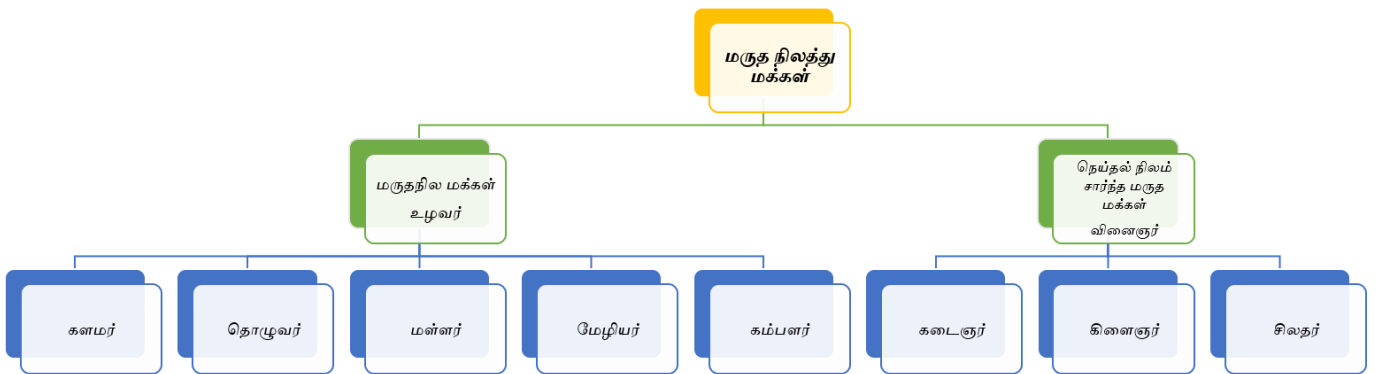 மருத நிலத்து
மக்கள்
மருதநில மக்கள்
உழவர்
நெய்தல் நிலம்
சார்ந்த மருத
மக்கள்
வினைஞர்
களமர்
தொழுவர்
மள்ளர்
மேழியர்
கம்பளர்
கடைஞர்
கிளைஞர்
சிலதர்